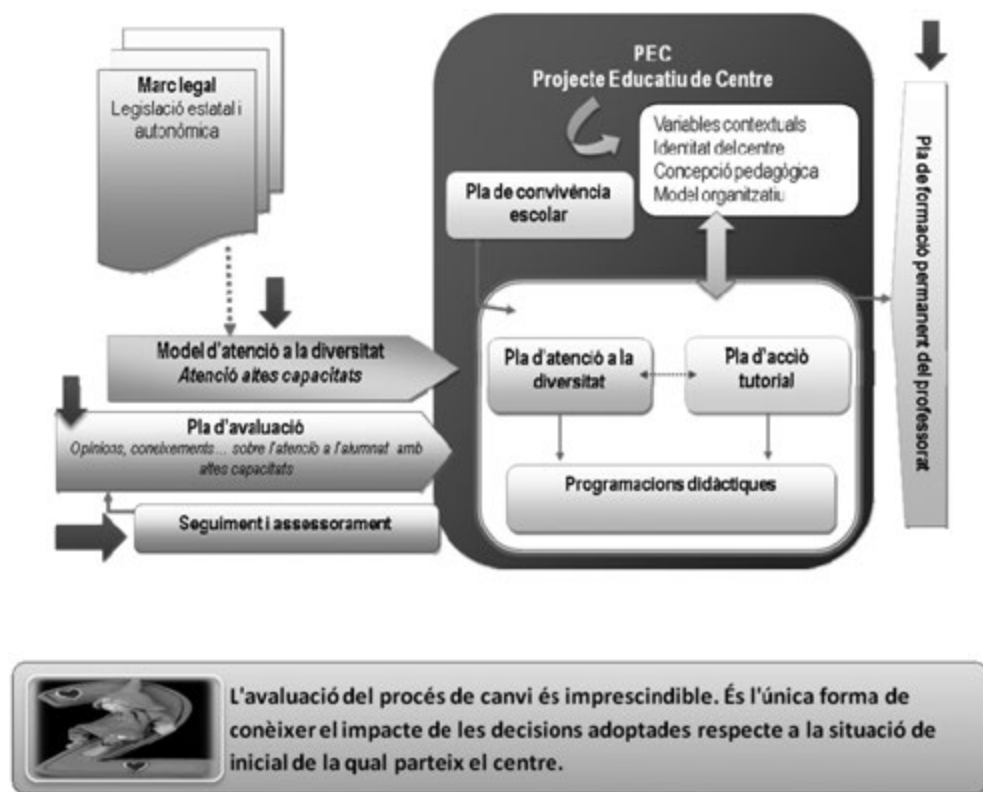 Marc legal
Legislació estatal i
autonómica
PEC
Projecte Educatiu de Centre
Variables contextuals
Identitat del centre
Concepció pedagògica
Model organitzatiu
Pla de convivència
escolar
Model d'atenció a la diversitat
Atenció altes capacitats
Pla d'avaluació
Opinions, coneixements... sobre l'atenció a l'alumnat amb
altes capacitats
Seguiment i assessorament
Pla d'atenció a la
diversitat
Pla d'acciò
tutorial
Programacions didàctiques
Pla de formació permanent del professorat
L'avaluació del procés de canvi és imprescindible. És l'única forma de
conèixer el impacte de les decisions adoptades respecte a la situació de
inicial de la qual parteix el centre.